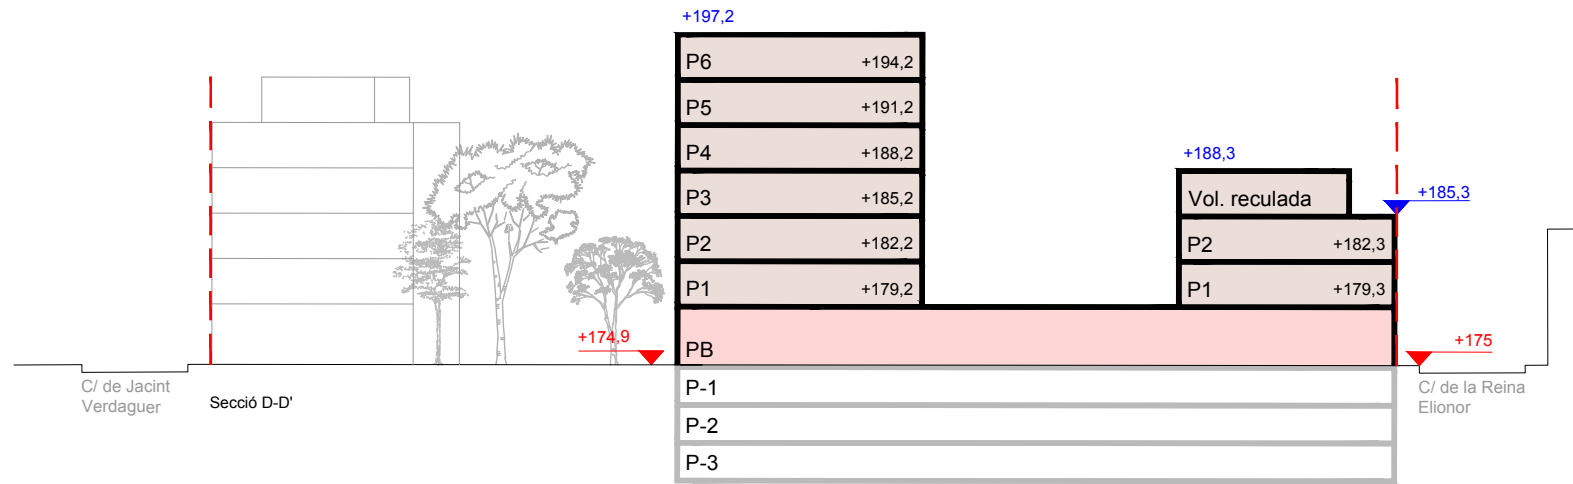 +197,2
P6 +194,2
P5 +191,2
P4 +188,2
+188,3
P3 +185,2
Vol. reculada
+185,3
P2 +182,2
P2 +182,3
P1 +179,2
P1 +179,3
+174,9
+175
PB
P-1
C/ de Jacint
Verdaguer
Secció D-D'
C/ de la Reina
Elionor
P-2
P-3